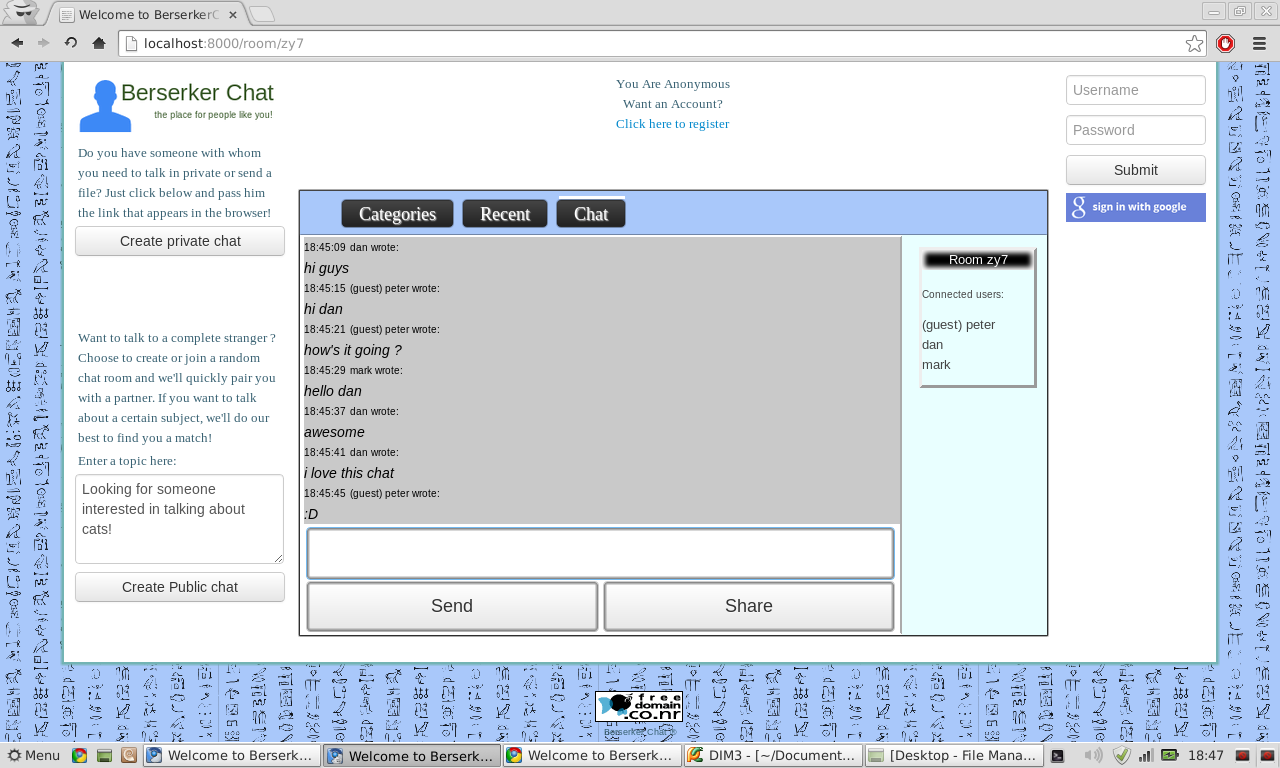 Welcome to BerserkerC
localhost:8000/room/zy7
Berserker Chat
the place for people like you!
Do you have someone with whom
you need to talk in private or send a
file? Just click below and pass him
the link that appears in the browser!
Create private chat
Want to talk to a complete stranger ?
Choose to create or join a random
chat room and we'll quickly pair you
with a partner. If you want to talk
about a certain subject, we'll do our
best to find you a match!
Enter a topic here:
Looking for someone
interested in talking about
cats!
Create Public chat
You Are Anonymous
Want an Account?
Click here to register
Categories
Recent
Chat
18:45:09 dan wrote:
hi guys
18:45:15 (guest) peter wrote:
hi dan
18:45:21 (guest) peter wrote:
how's it going ?
18:45:29 mark wrote:
hello dan
18:45:37 dan wrote:
awesome
18:45:41 dan wrote:
i love this chat
18:45:45 (guest) peter wrote:
:D
Send
Share
Room zy7
Connected users:
(guest) peter
dan
mark
Username
Password
Submit
g sign in with google
free
domain
.co.nr
Berserker Chat ©
Menu
Welcome to Berserk...
Welcome to Berserk...
Welcome to Berserk...
DIM3 - [~/Document...
[Desktop - File Mana...
18:47